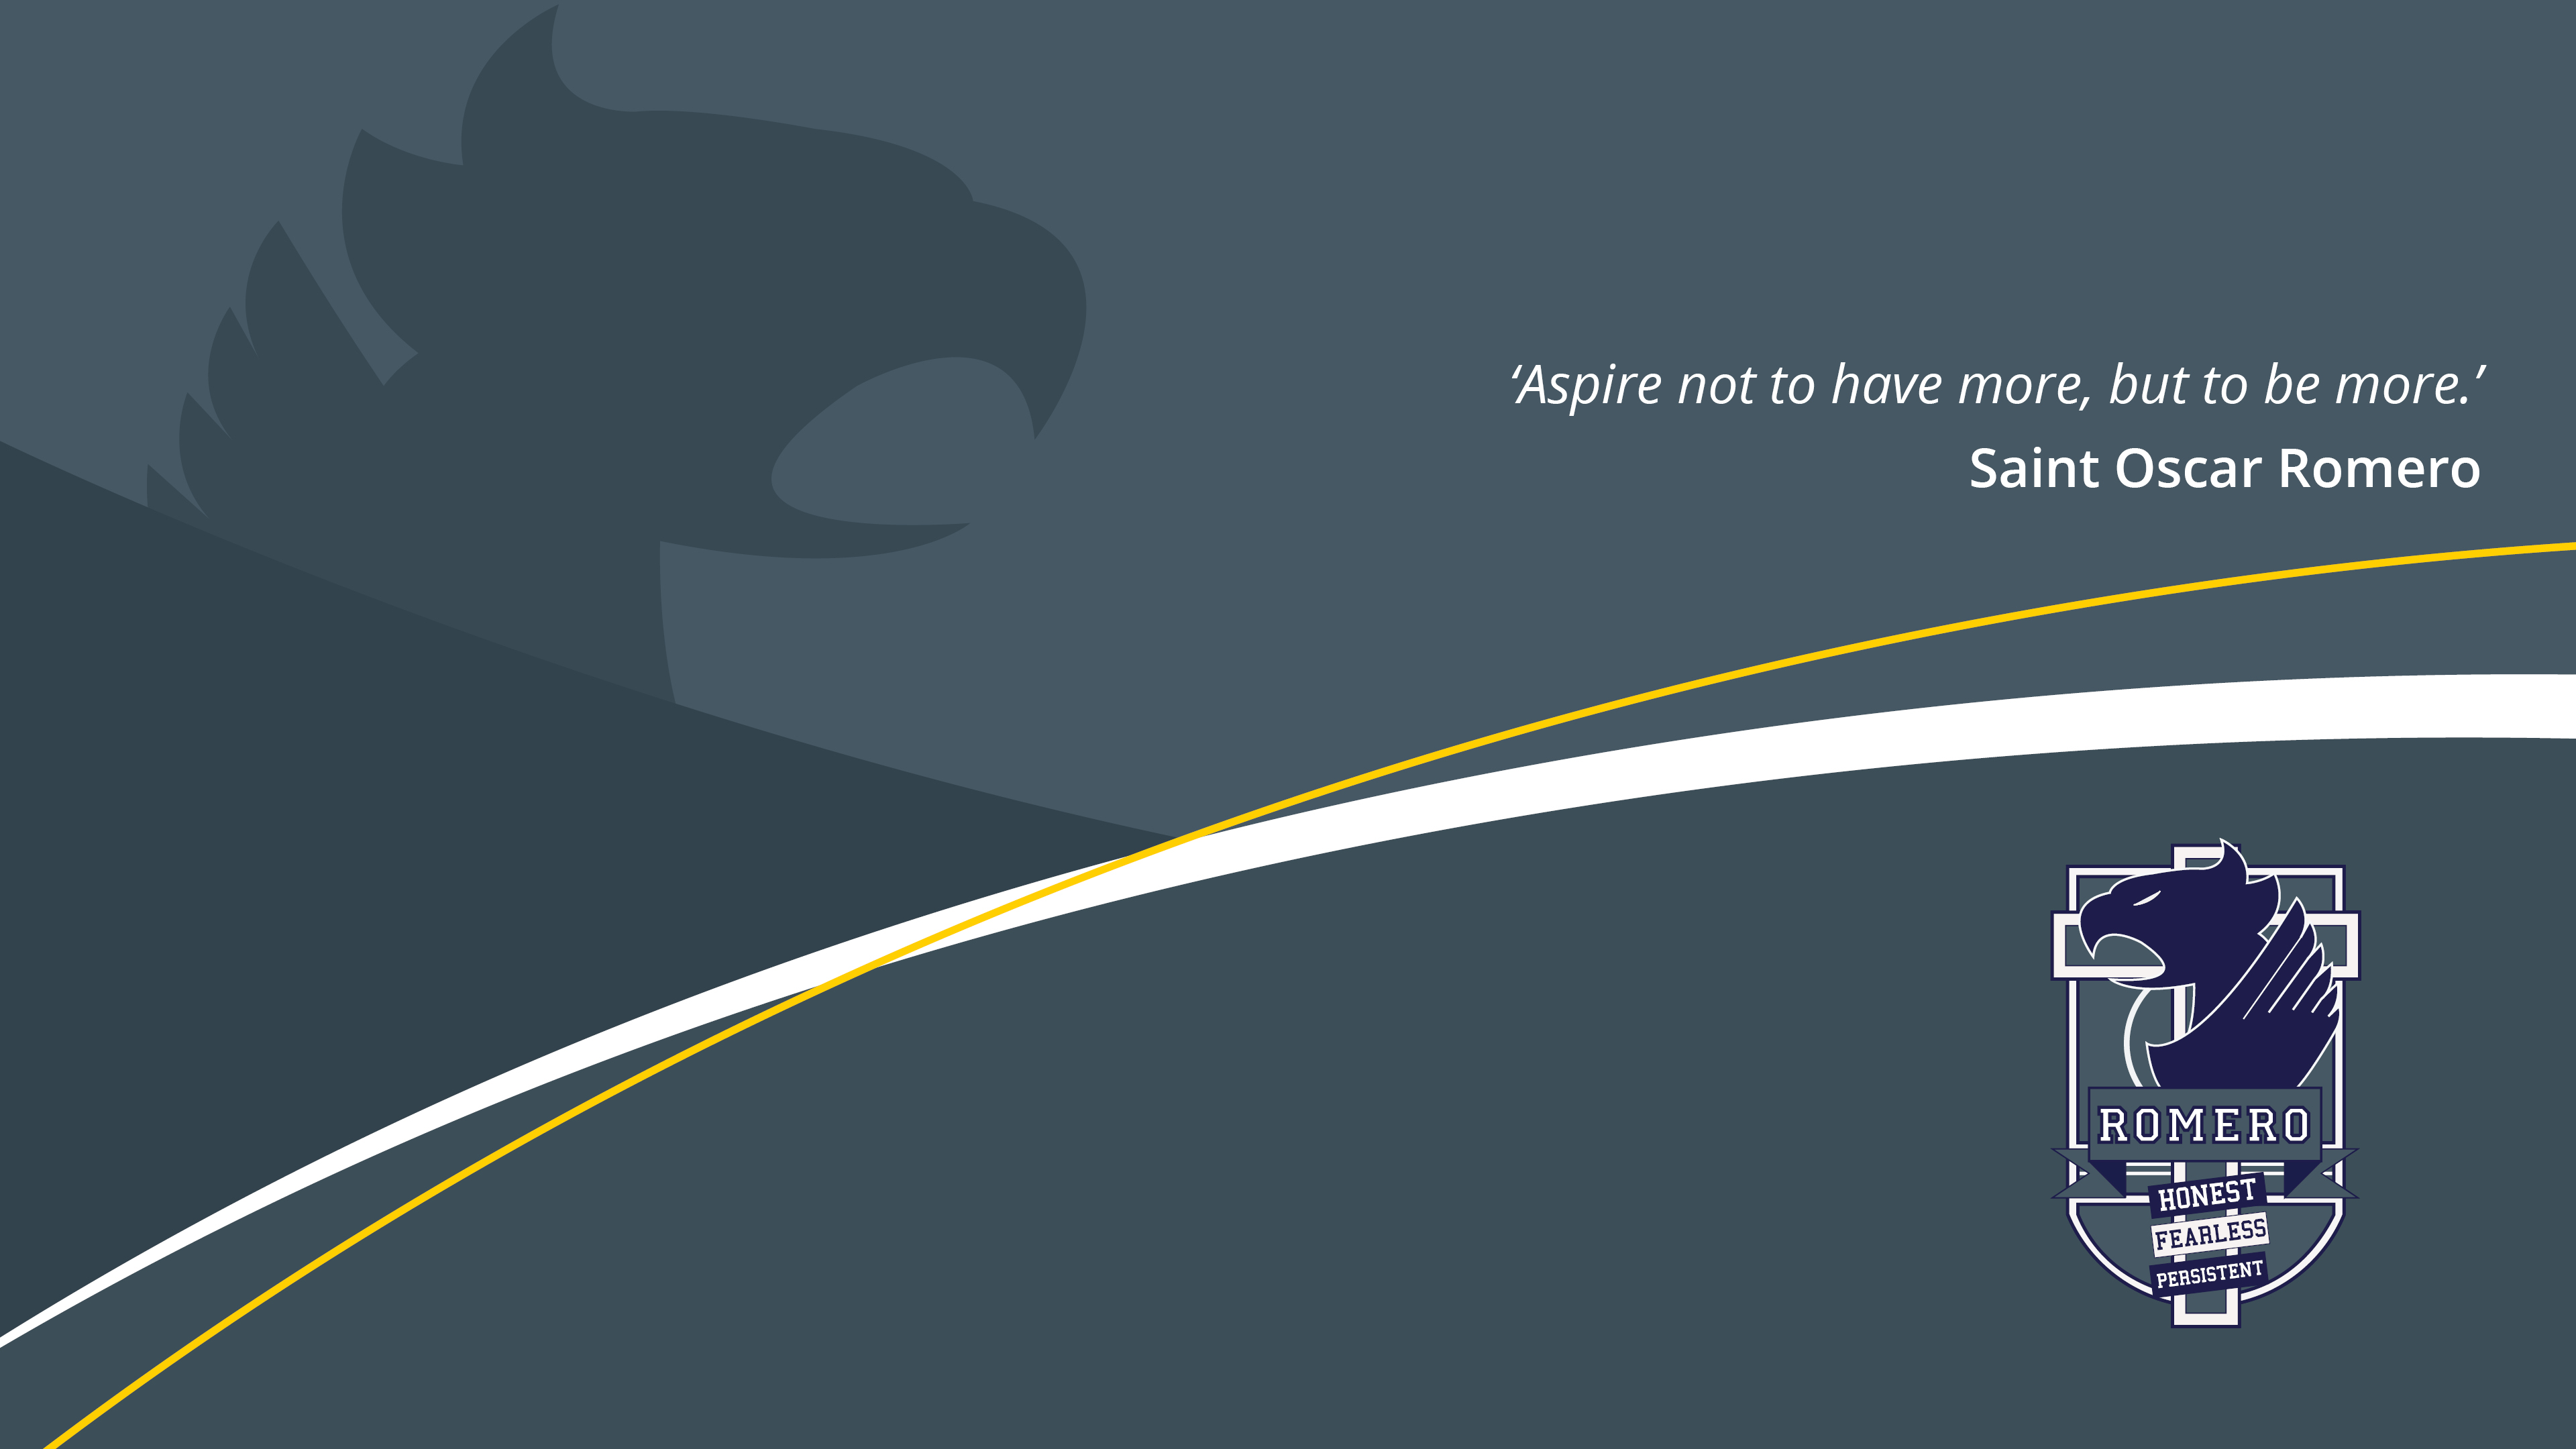 ‘Aspire not to have more, but to be more.’
Saint Oscar Romero
ROMERO
HONEST
FEARLESS
PERSISTENT